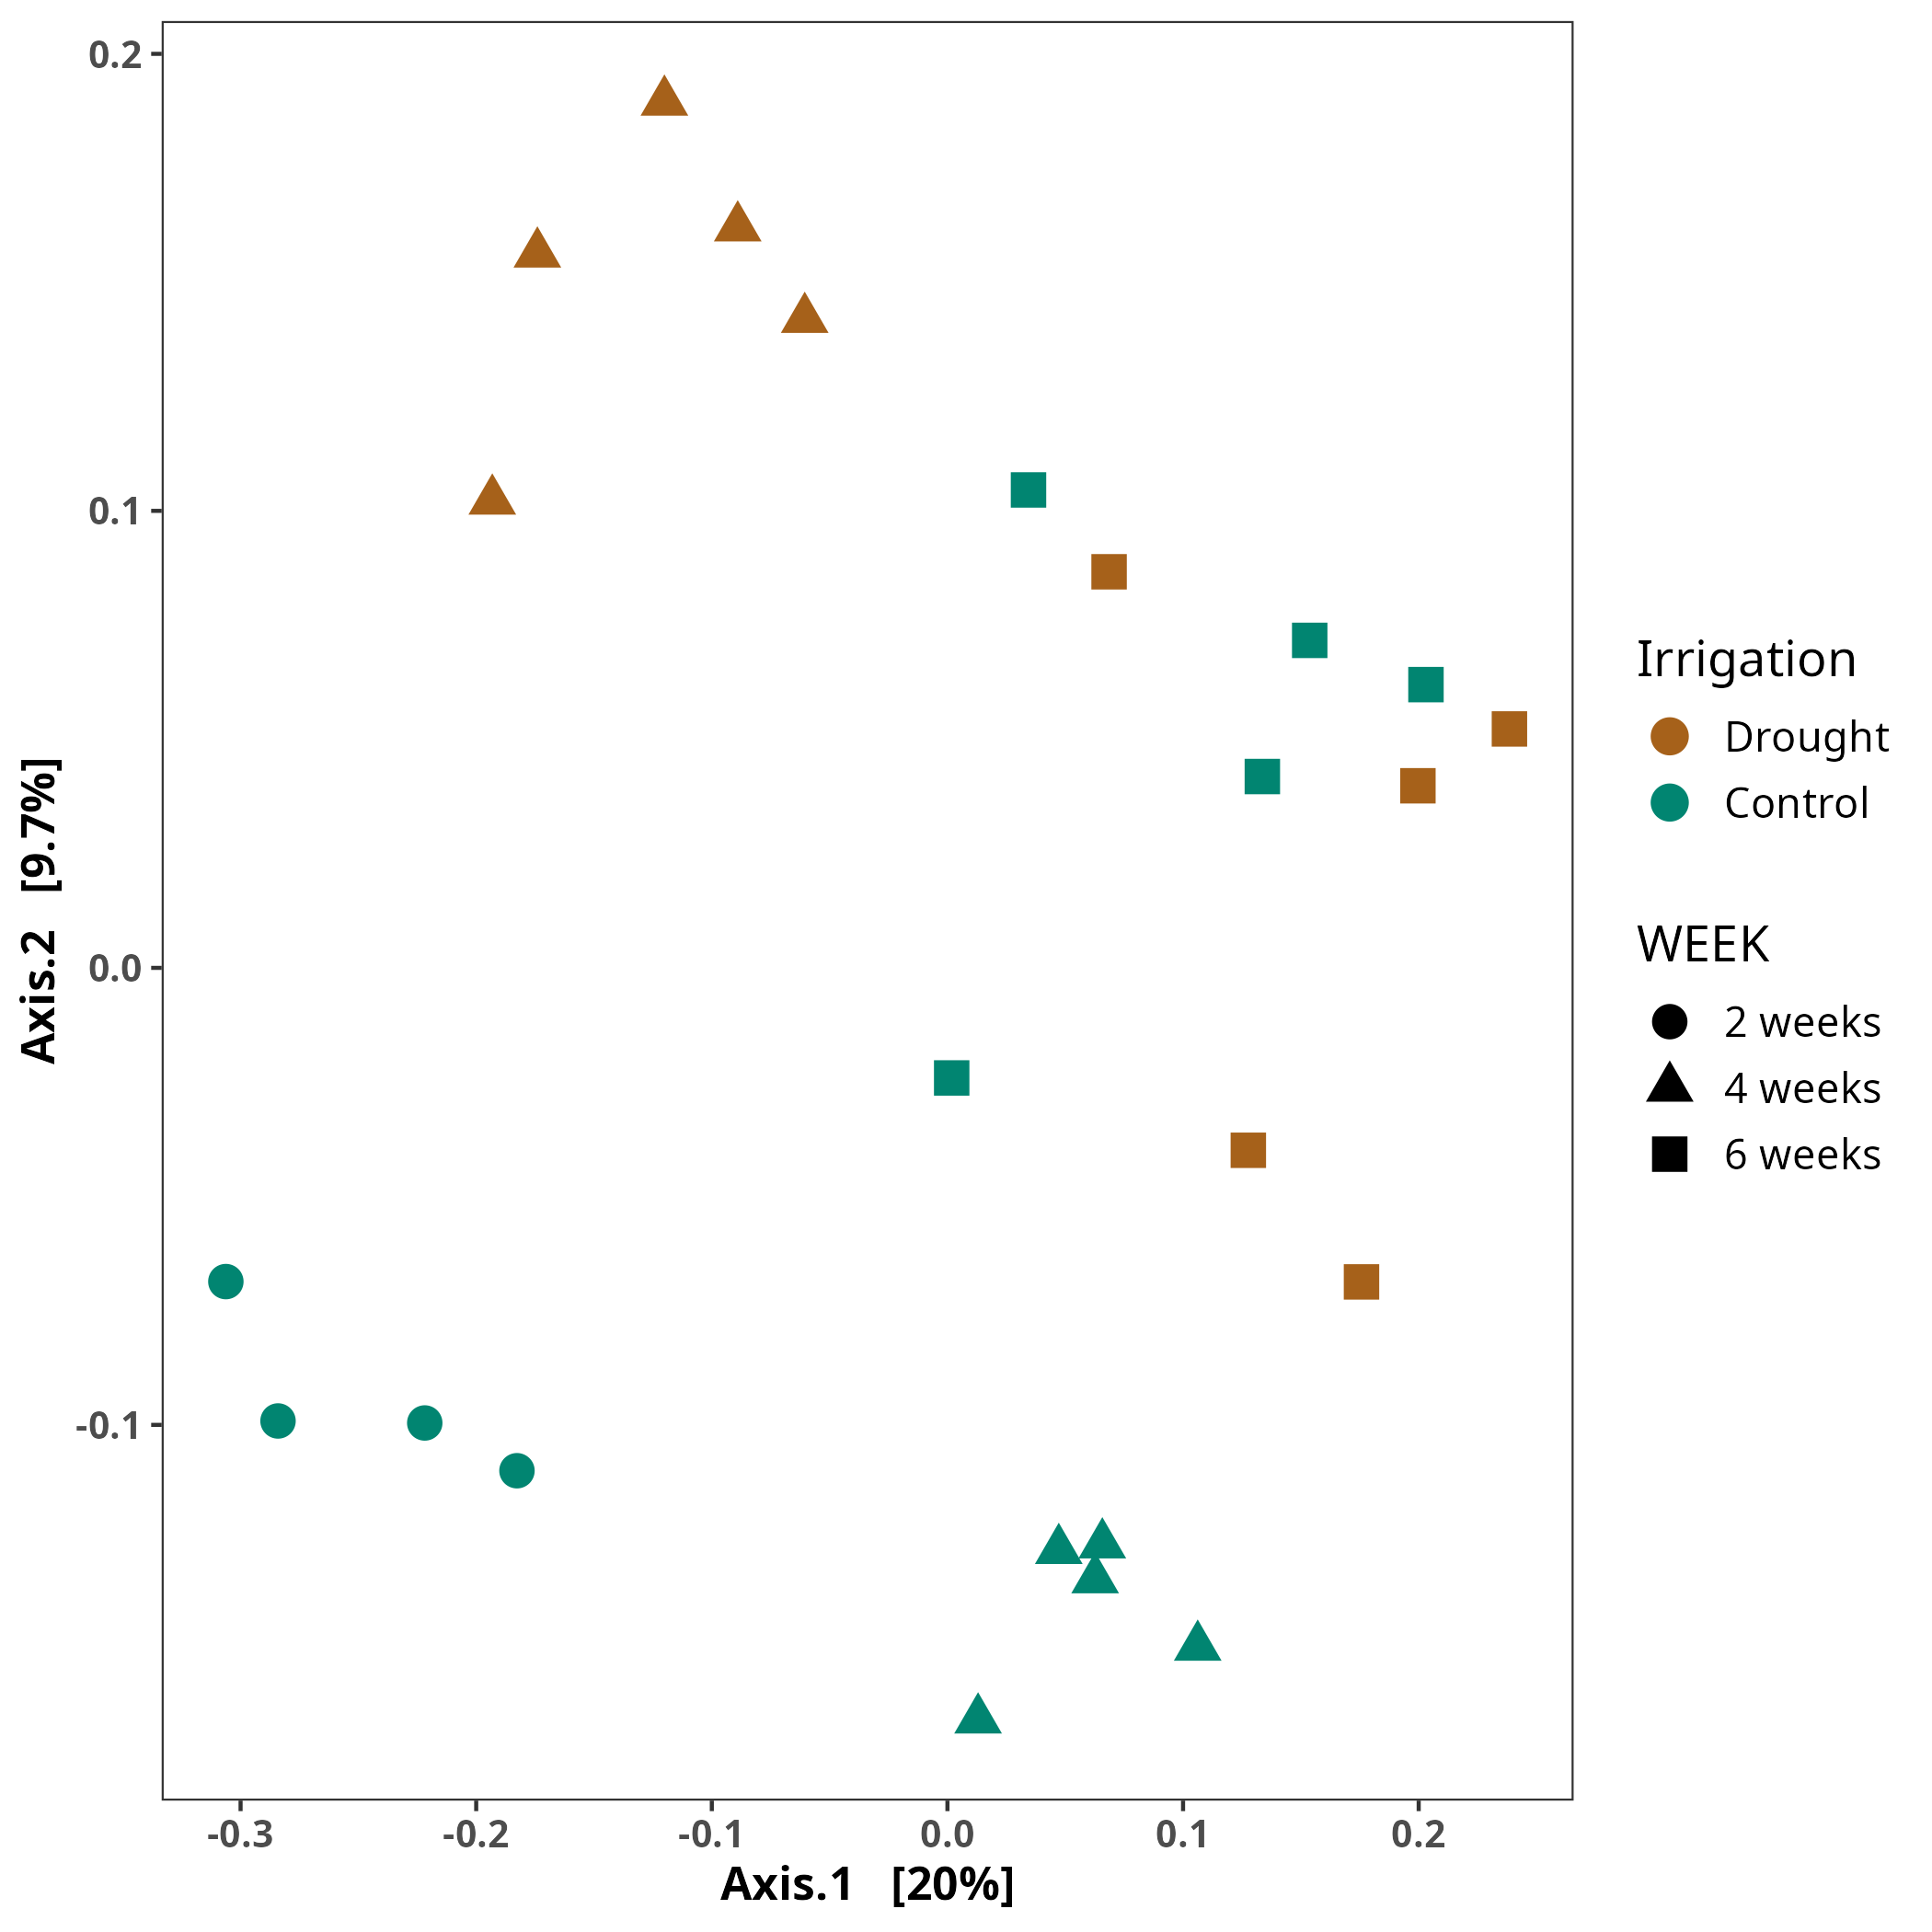 0.2
0.1
0.0
-0.1
Axis.2 [9.7%]
-0.3 -0.2 -0.1 0.0 0.1 0.2
Axis.1 [20%]
Irrigation
Drought
Control
WEEK
2 weeks
4 weeks
6 weeks